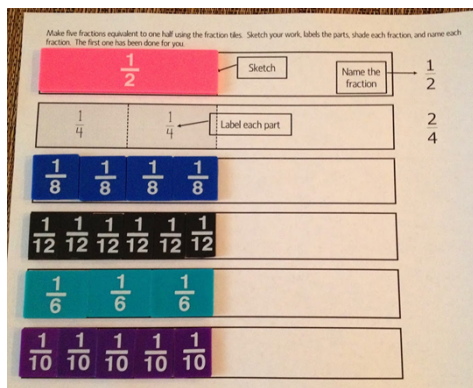 Make five fractions equivalent to one half using the fraction tiles. Sketch your work, labels the parts, shade each fraction, and name each
fraction. The first one has been done for you.
1/2 Sketch Name the fraction 1/2
1/4 1/4 Label each part 2/4
1/8 1/8 1/8 1/8
1/12 1/12 1/12 1/12 1/12 1/12
1/6 1/6 1/6
1/10 1/10 1/10 1/10 1/10